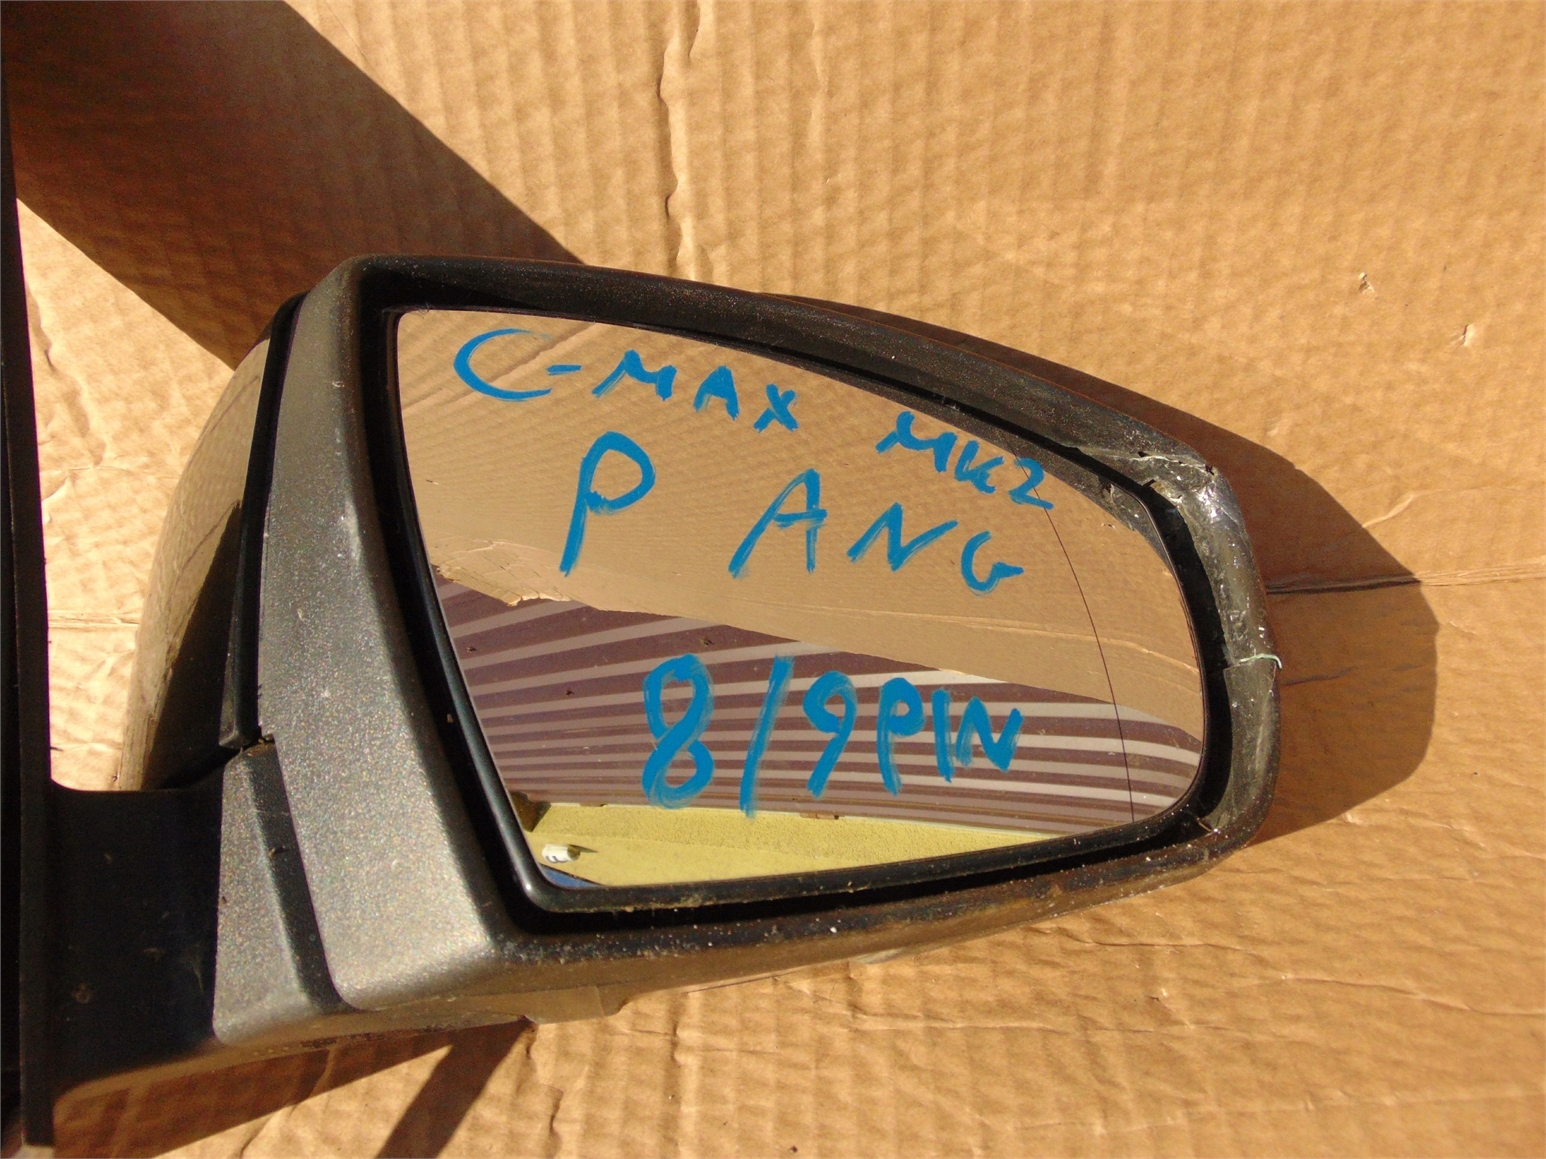 C-MAX MK2
P ANG
8/9PIN